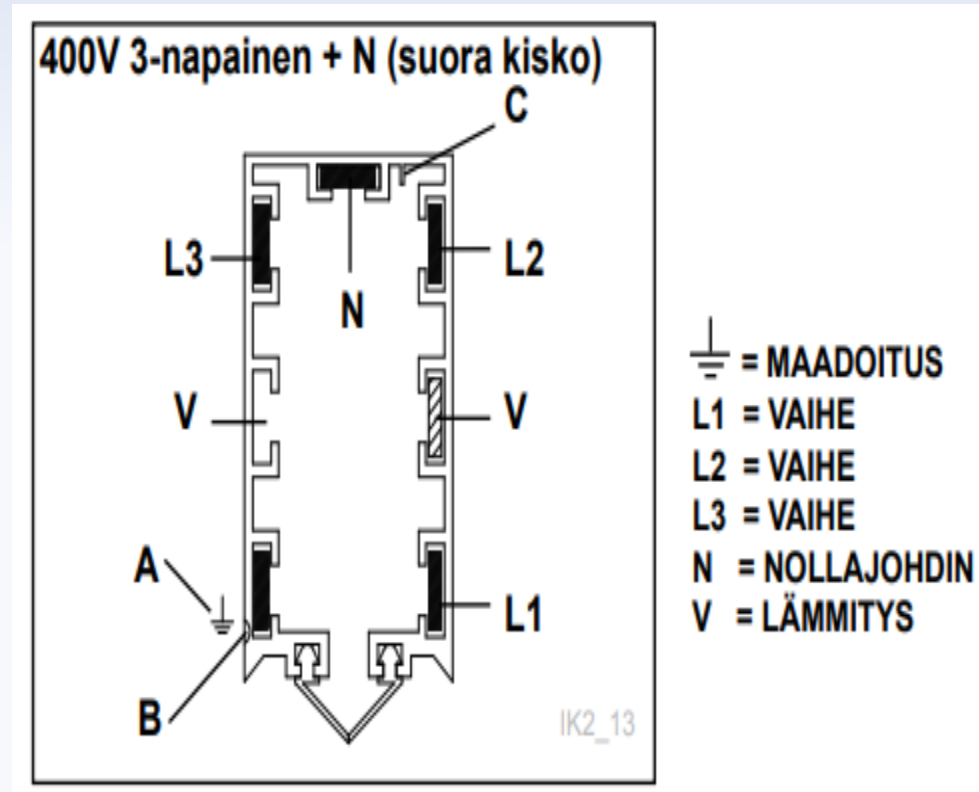 400V 3-napainen + N (suora kisko)
C
L3
L2
N
V
V
A
L1
B
IK2_13
= MAADOITUS
L1 = VAIHE
L2 = VAIHE
L3 = VAIHE
N = NOLLAJOHDIN
V = LÄMMITYS